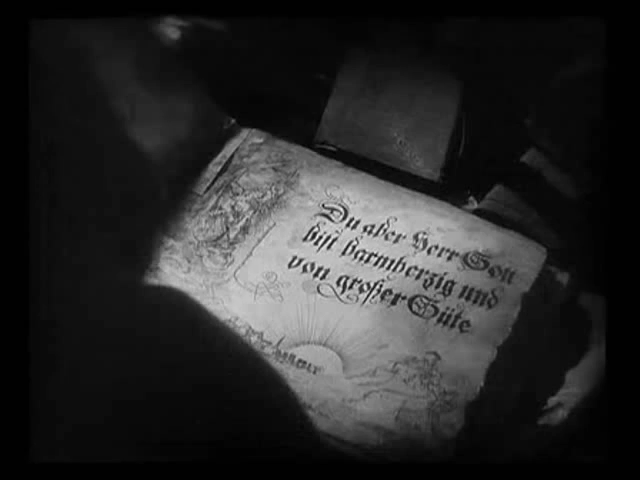 Du aber Herr Gott
bist barmherzig und
von großer Güte